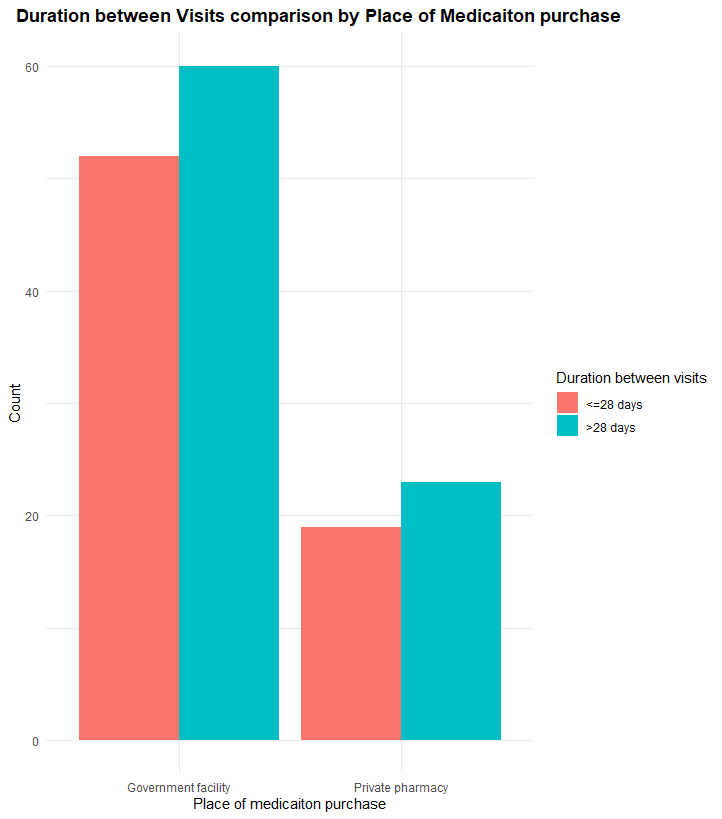 Duration between Visits comparison by Place of Medicaiton purchase
60
40
20
0
Count
Government facility
Private pharmacy
Place of medicaiton purchase
Duration between visits
<=28 days
>28 days